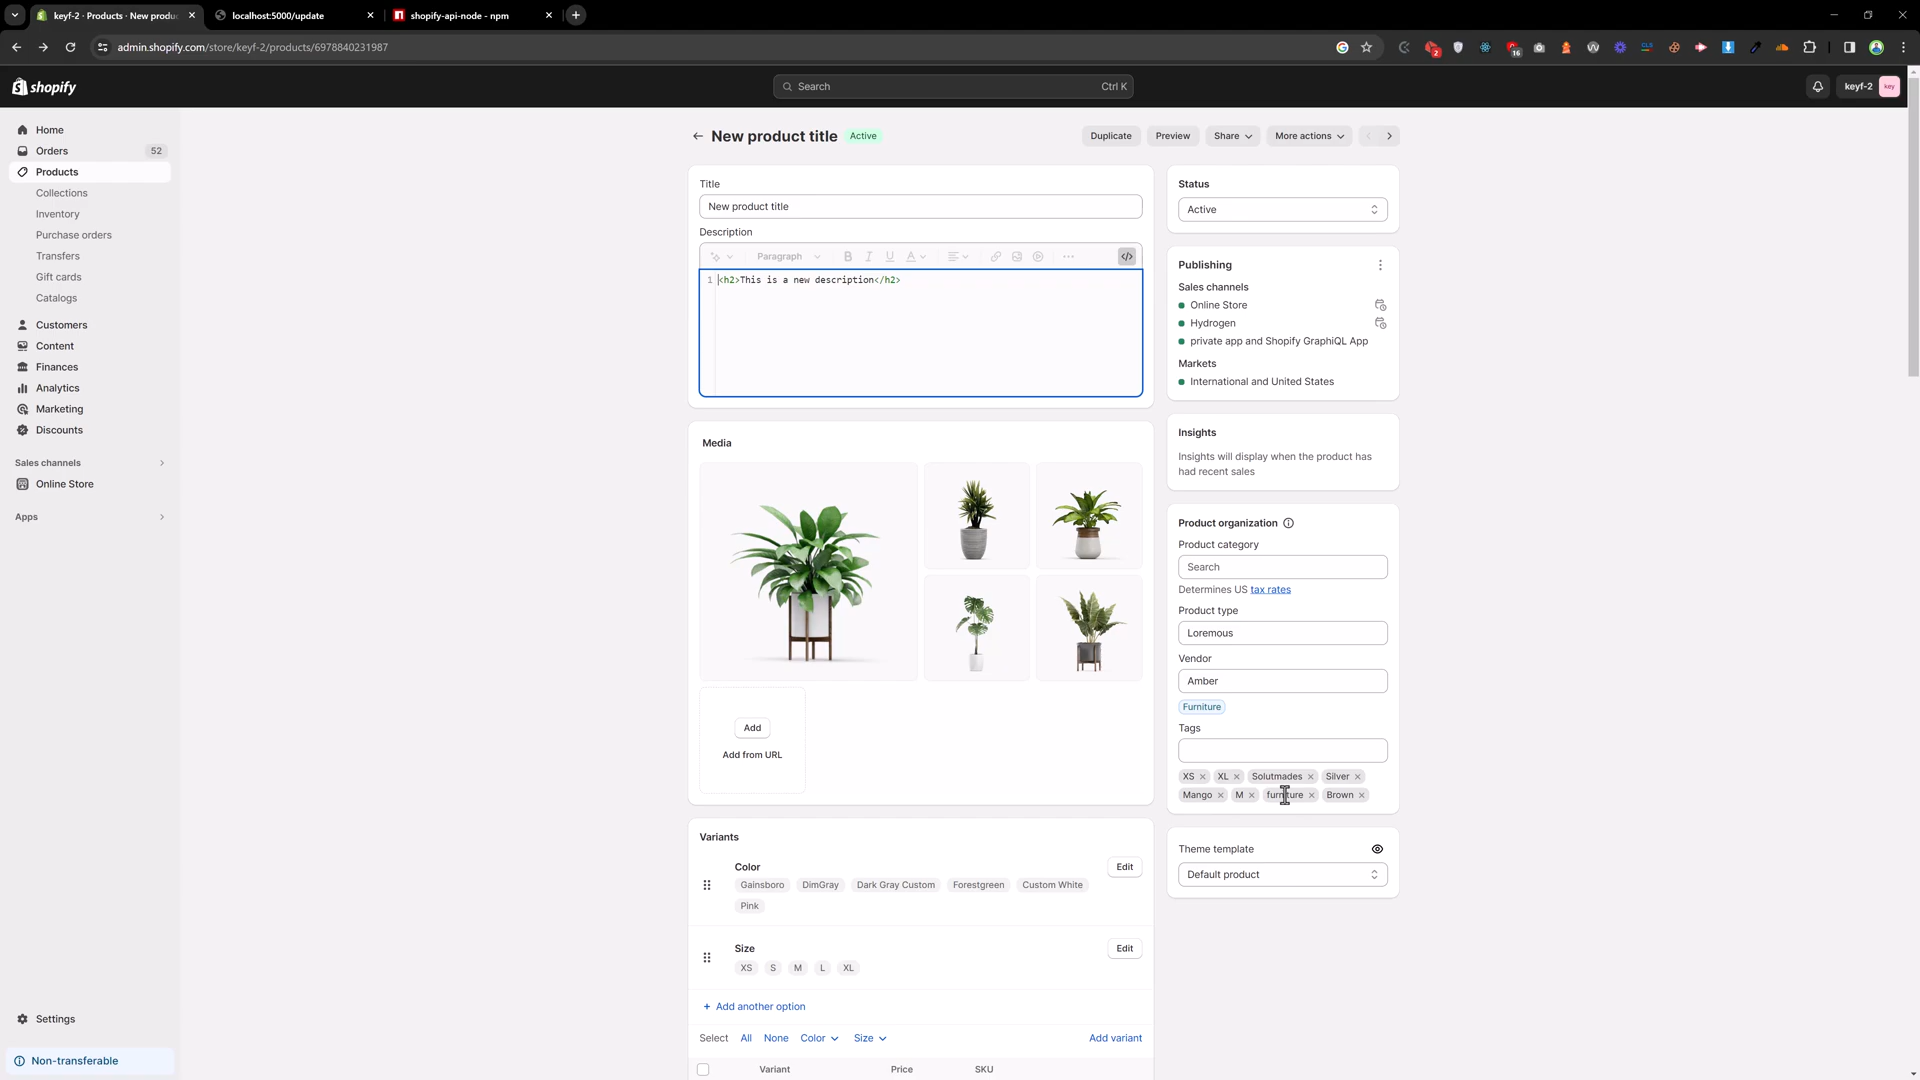 keyf-2 · Products · New produc
localhost:5000/update
shopify-api-node - npm
admin.shopify.com/store/keyf-2/products/6978840231987
2
16
CLS
shopify
Search
Ctrl K
keyf-2
key
Home
Orders
52
Products
Collections
Inventory
Purchase orders
Transfers
Gift cards
Catalogs
Customers
Content
Finances
Analytics
Marketing
Discounts
Sales channels
Online Store
Apps
Settings
Non-transferable
New product title
Active
Duplicate
Preview
Share
More actions
Title
New product title
Description
Paragraph
B I U A
1 <h2>This is a new description</h2>
Media
Add
Add from URL
Variants
Color
Edit
Gainsboro DimGray Dark Gray Custom Forestgreen Custom White
Pink
Size
Edit
XS S M L XL
+ Add another option
Select All None Color Size Add variant
Variant Price SKU
Status
Active
Publishing
Sales channels
Online Store
Hydrogen
private app and Shopify GraphiQL App
Markets
International and United States
Insights
Insights will display when the product has
had recent sales
Product organization
Product category
Search
Determines US tax rates
Product type
Loremous
Vendor
Amber
Furniture
Tags
XS XL Solutmades Silver
Mango M furniture Brown
Theme template
Default product